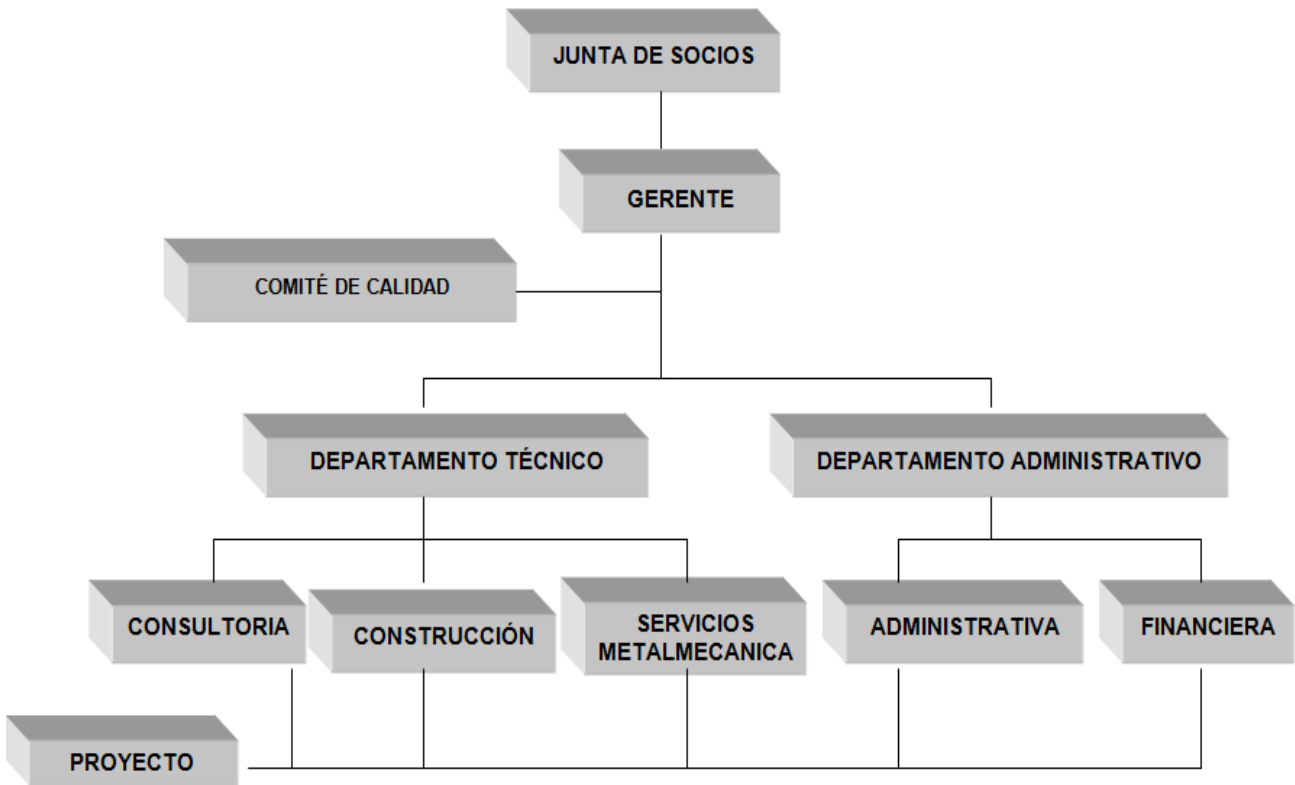 JUNTA DE SOCIOS
GERENTE
COMITÉ DE CALIDAD
DEPARTAMENTO TÉCNICO
DEPARTAMENTO ADMINISTRATIVO
CONSULTORIA
CONSTRUCCIÓN
SERVICIOS
METALMECANICA
ADMINISTRATIVA
FINANCIERA
PROYECTO